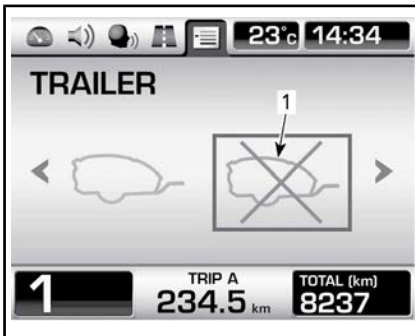 23°c 14:34
TRAILER
1
1
TRIP A
234.5 km
TOTAL (km)
8237